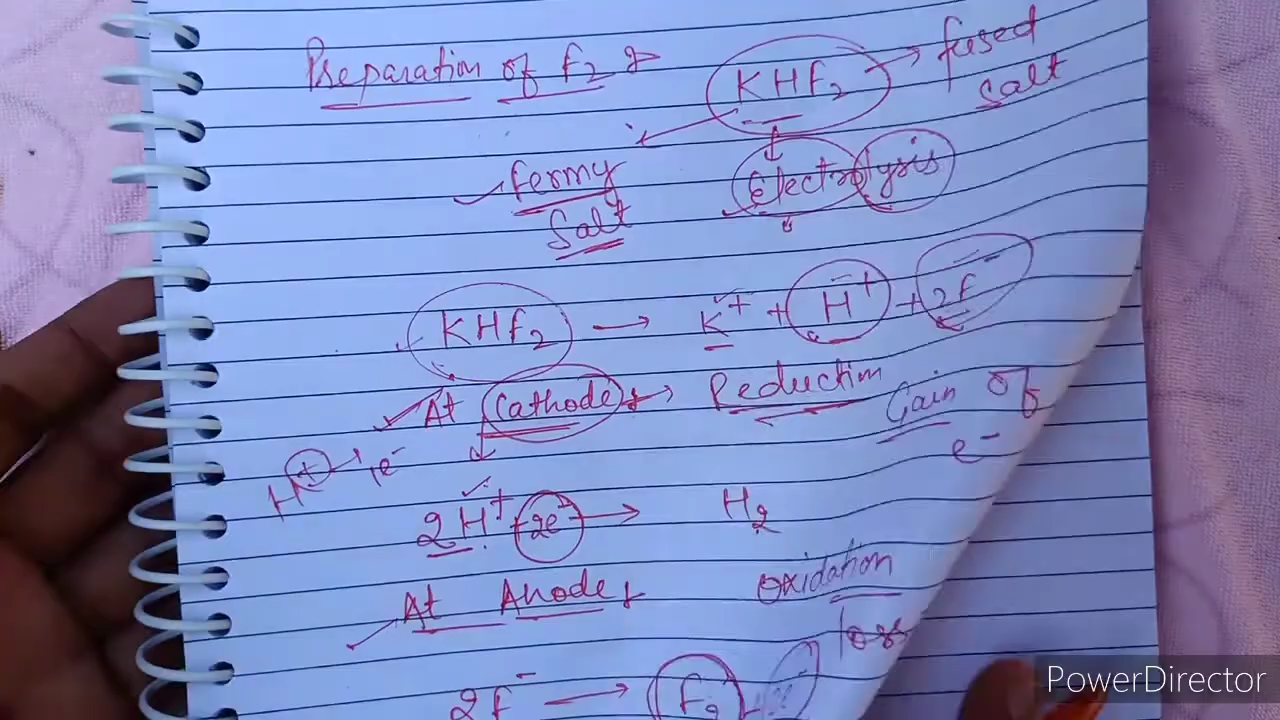 Preparation of f2 :-
KHf2 → fused salt
fermy Salt
Electrolysis
KHf2 → K+ + H+ + 2f-
At Cathode → Reduction Gain of e-
H+ → 1e-
2H+ + 2e- → H2
At Anode Oxidation
loss
2f- → f2 + 2e-
PowerDirector